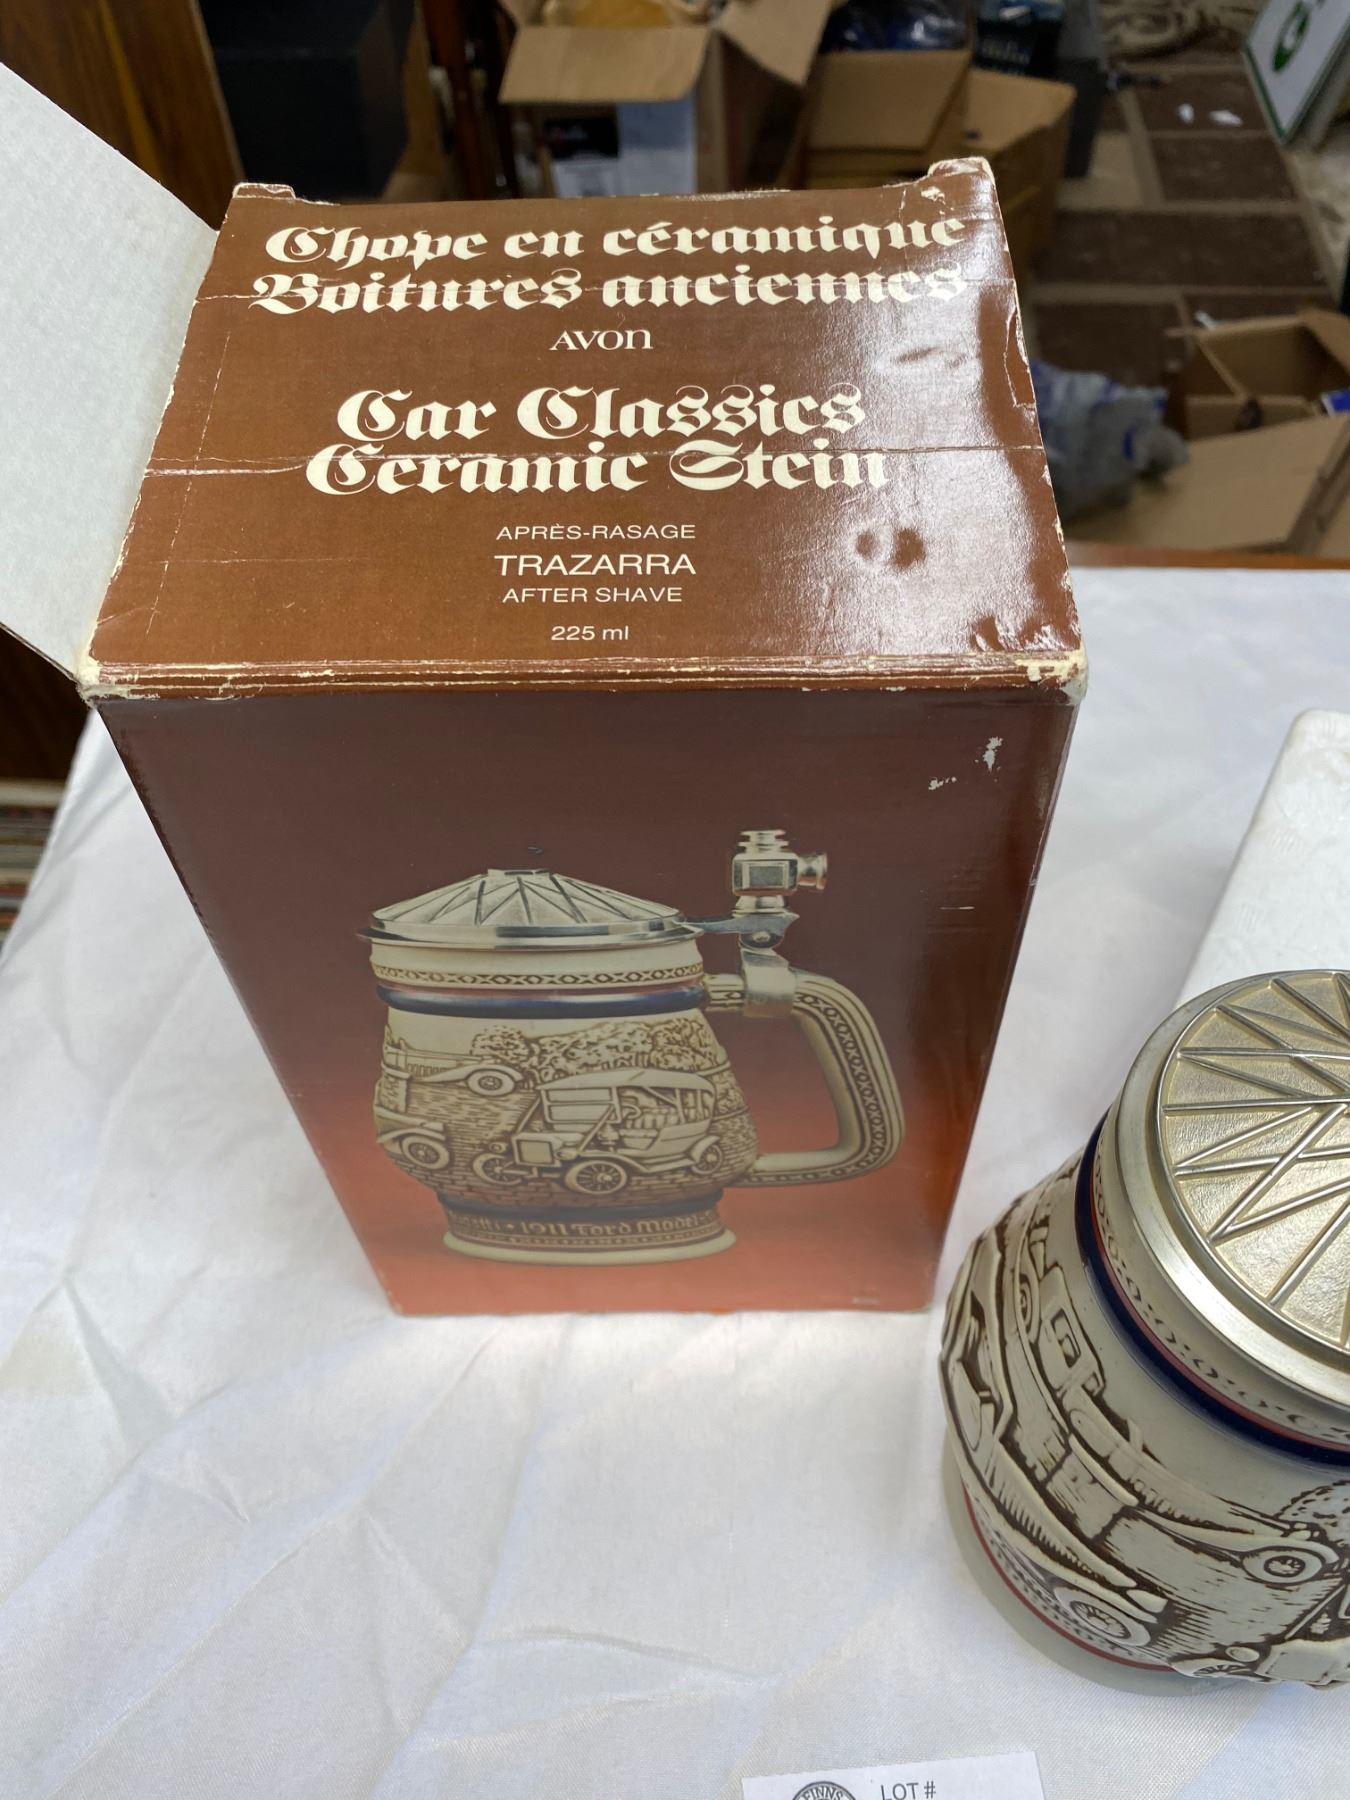 Chope en céramique
Voitures anciennes
AVON
Car Classics
Ceramic Stein
APRÈS-RASAGE
TRAZARRA
AFTER SHAVE
225 ml
1911 Ford Model
FINNS
LOT #